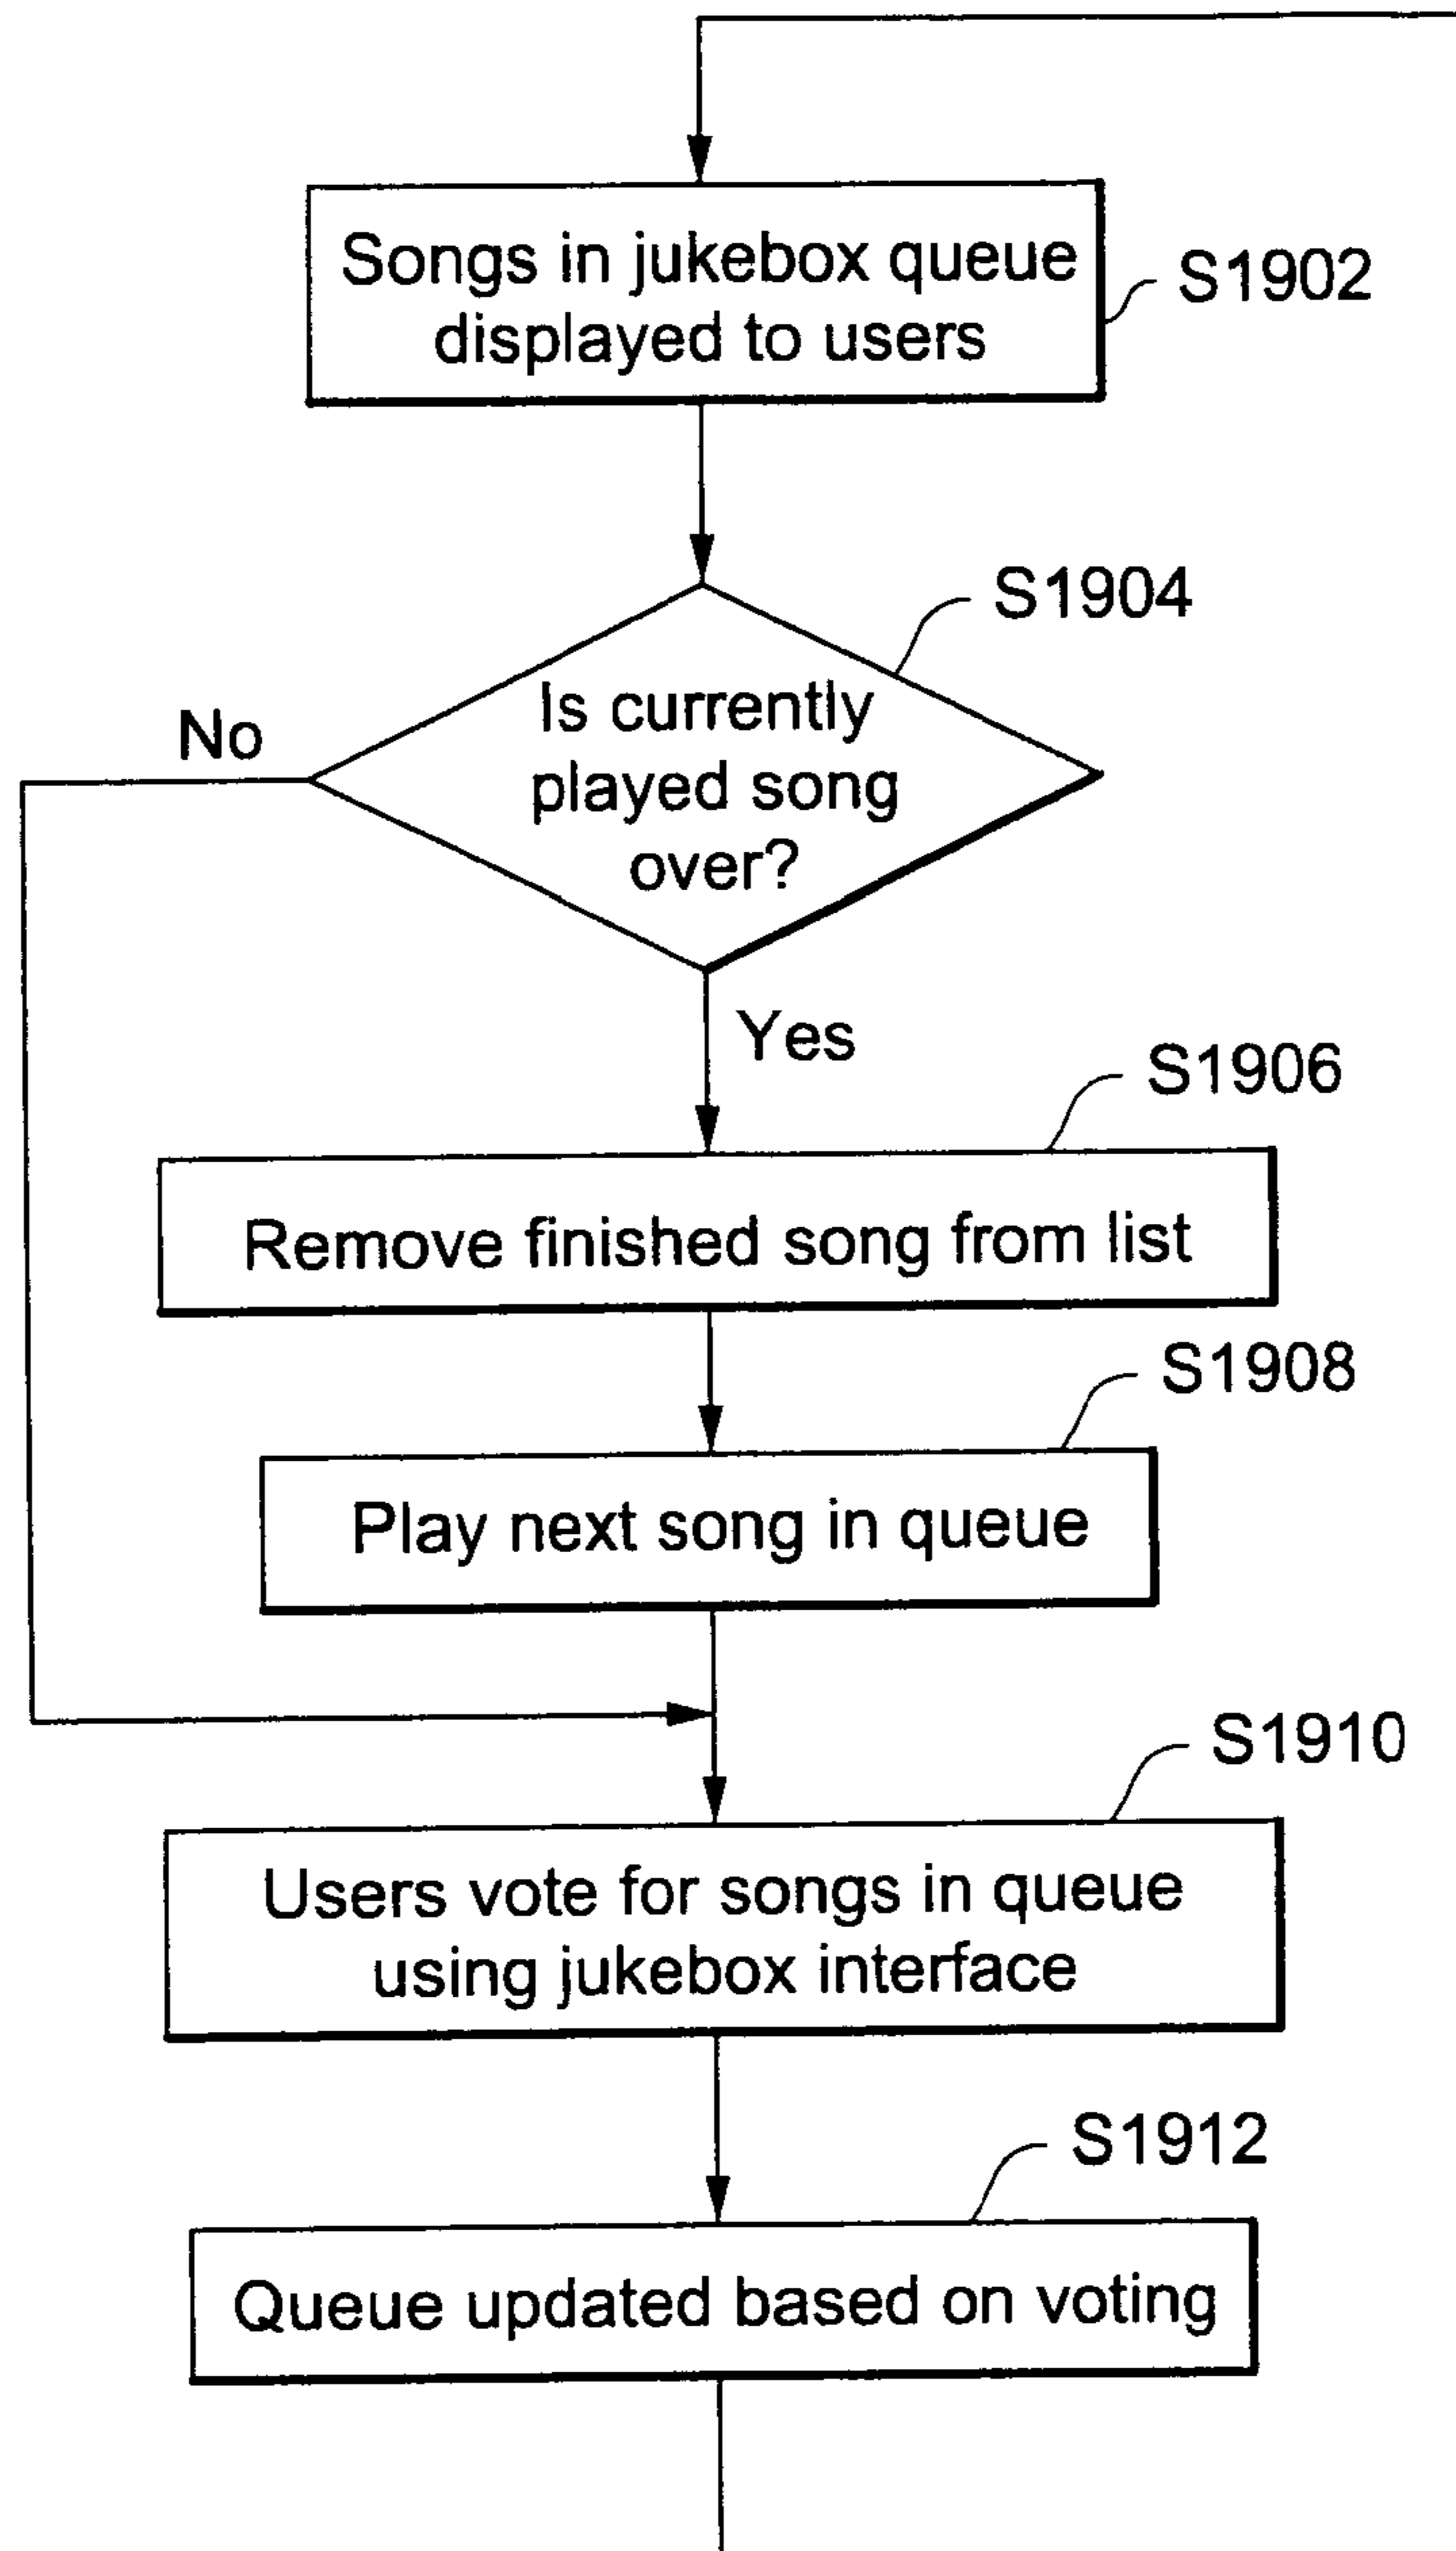 Songs in jukebox queue
displayed to users
S1902
S1904
Is currently
played song
over?
No
Yes
S1906
Remove finished song from list
S1908
Play next song in queue
S1910
Users vote for songs in queue
using jukebox interface
S1912
Queue updated based on voting